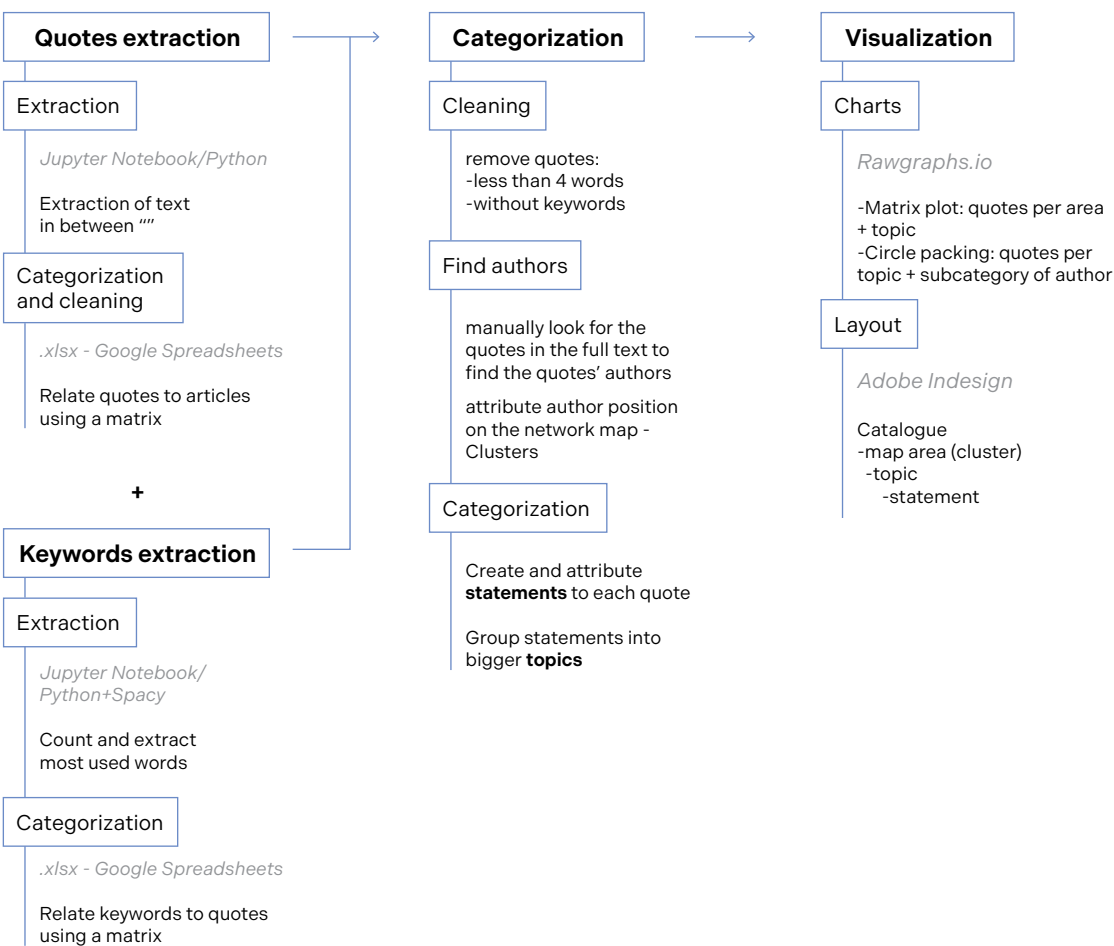 Quotes extraction
Extraction
Jupyter Notebook/Python
Extraction of text
in between “”
Categorization
and cleaning
.xlsx - Google Spreadsheets
Relate quotes to articles
using a matrix
+
Keywords extraction
Extraction
Jupyter Notebook/
Python+Spacy
Count and extract
most used words
Categorization
.xlsx - Google Spreadsheets
Relate keywords to quotes
using a matrix
Categorization
Cleaning
remove quotes:
-less than 4 words
-without keywords
Find authors
manually look for the
quotes in the full text to
find the quotes’ authors
attribute author position
on the network map -
Clusters
Categorization
Create and attribute
statements to each quote
Group statements into
bigger topics
Visualization
Charts
Rawgraphs.io
-Matrix plot: quotes per area
+ topic
-Circle packing: quotes per
topic + subcategory of author
Layout
Adobe Indesign
Catalogue
-map area (cluster)
-topic
-statement